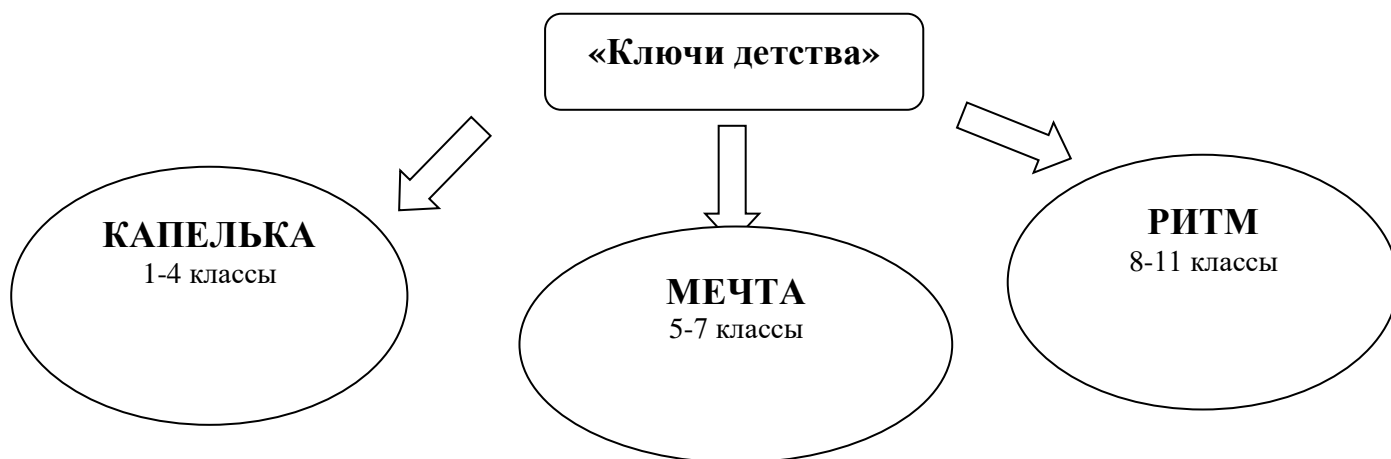 «Ключи детства»
КАПЕЛЬКА
1-4 классы
МЕЧТА
5-7 классы
РИТМ
8-11 классы